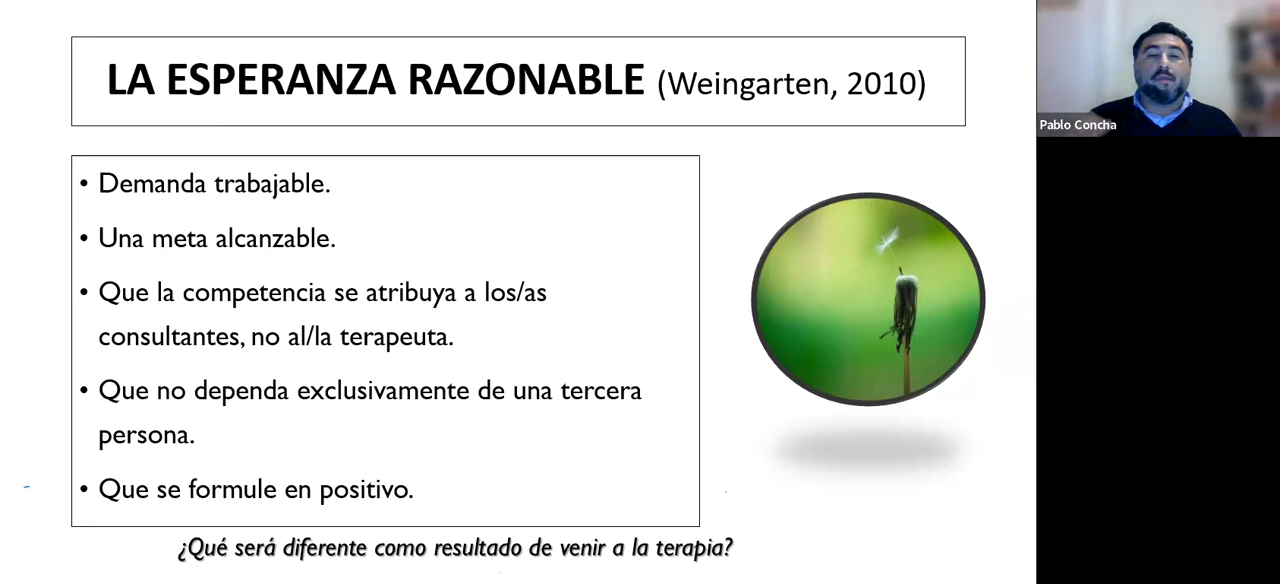 LA ESPERANZA RAZONABLE (Weingarten, 2010)
Pablo Concha
• Demanda trabajable.
• Una meta alcanzable.
• Que la competencia se atribuya a los/as
consultantes, no al/la terapeuta.
• Que no dependa exclusivamente de una tercera
persona.
• Que se formule en positivo.
¿Qué será diferente como resultado de venir a la terapia?